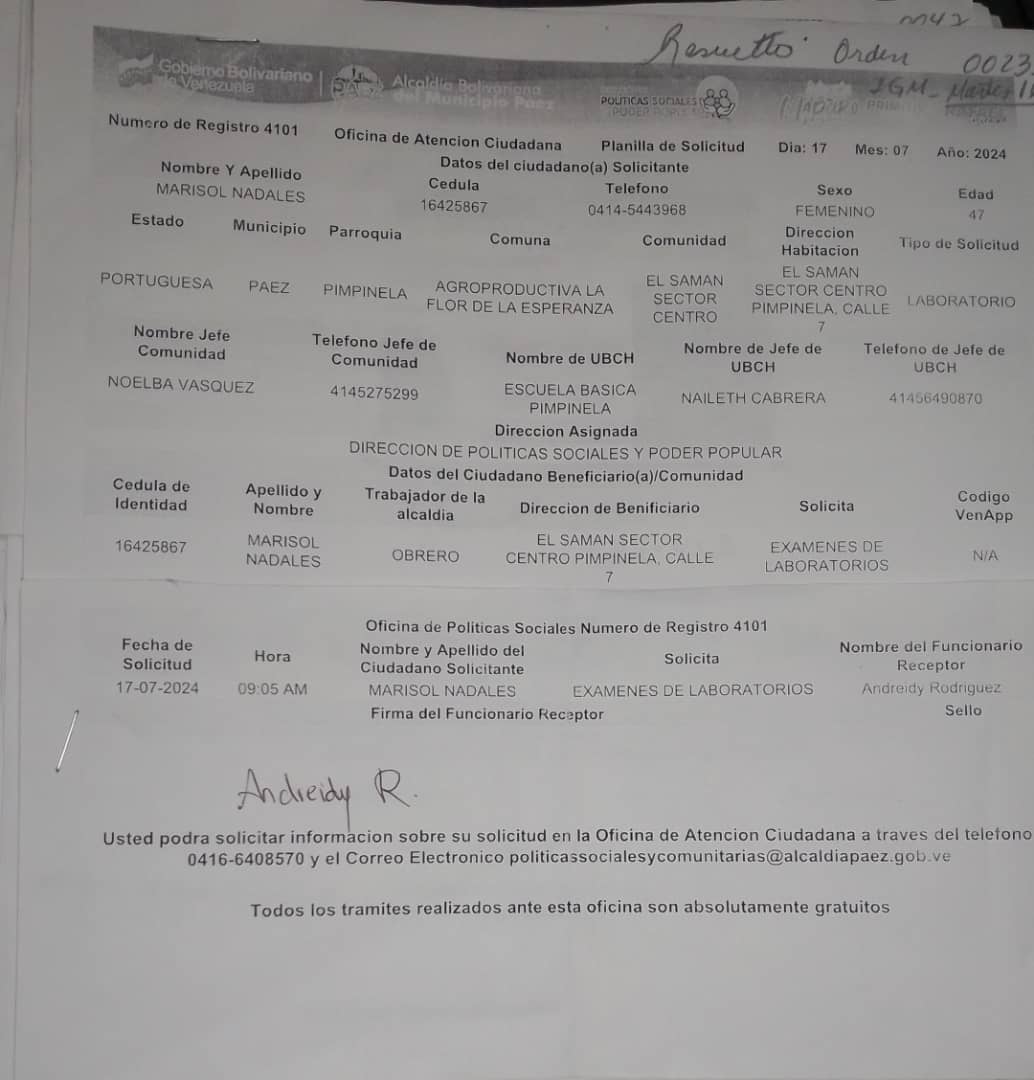 M42
Resuelto Orden 0023
Gobierno Bolivariano de Venezuela
Alcaldía Bolivariana del Municipio Páez
POLITICAS SOCIALES
PODER POPULAR
IGM - Martes
Numero de Registro 4101 Oficina de Atencion Ciudadana Planilla de Solicitud Dia: 17 Mes: 07 Año: 2024
Datos del ciudadano(a) Solicitante
Nombre Y Apellido Cedula Telefono Sexo Edad
MARISOL NADALES 16425867 0414-5443968 FEMENINO 47
Estado Municipio Parroquia Comuna Comunidad Direccion Habitacion Tipo de Solicitud
PORTUGUESA PAEZ PIMPINELA AGROPRODUCTIVA LA FLOR DE LA ESPERANZA EL SAMAN SECTOR CENTRO EL SAMAN SECTOR CENTRO PIMPINELA, CALLE 7 LABORATORIO
Nombre Jefe Comunidad Telefono Jefe de Comunidad Nombre de UBCH Nombre de Jefe de UBCH Telefono de Jefe de UBCH
NOELBA VASQUEZ 4145275299 ESCUELA BASICA PIMPINELA NAILETH CABRERA 41456490870
Direccion Asignada
DIRECCION DE POLITICAS SOCIALES Y PODER POPULAR
Datos del Ciudadano Beneficiario(a)/Comunidad
Cedula de Identidad Apellido y Nombre Trabajador de la alcaldia Direccion de Benificiario Solicita Codigo VenApp
16425867 MARISOL NADALES OBRERO EL SAMAN SECTOR CENTRO PIMPINELA, CALLE 7 EXAMENES DE LABORATORIOS N/A
Oficina de Politicas Sociales Numero de Registro 4101
Fecha de Solicitud Hora Nombre y Apellido del Ciudadano Solicitante Solicita Nombre del Funcionario Receptor
17-07-2024 09:05 AM MARISOL NADALES EXAMENES DE LABORATORIOS Andreidy Rodriguez
Firma del Funcionario Receptor Sello
Andreidy R.
Usted podra solicitar informacion sobre su solicitud en la Oficina de Atencion Ciudadana a traves del telefono
0416-6408570 y el Correo Electronico politicassocialesycomunitarias@alcaldiapaez.gob.ve
Todos los tramites realizados ante esta oficina son absolutamente gratuitos